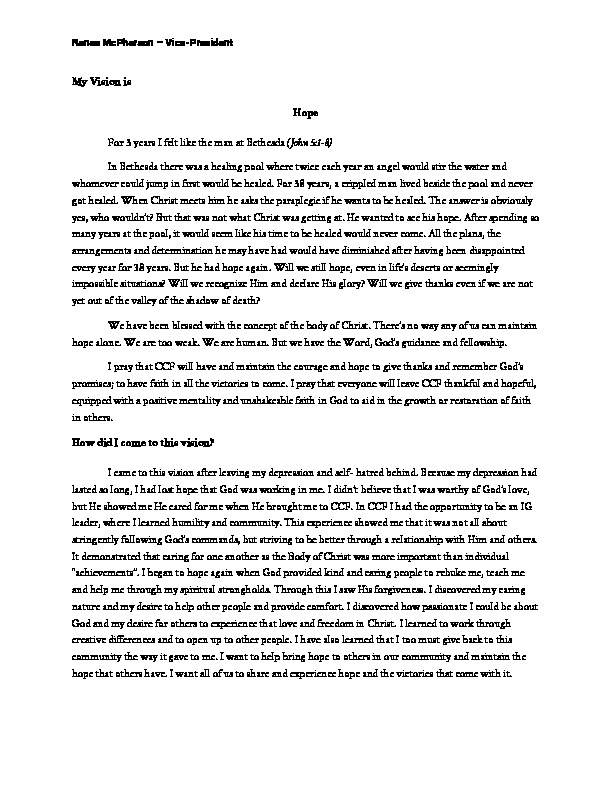 Renee McPherson – Vice-President
My Vision is
Hope
For 3 years I felt like the man at Bethesda (John 5:1-8)
In Bethesda there was a healing pool where twice each year an angel would stir the water and
whomever could jump in first would be healed. For 38 years, a crippled man lived beside the pool and never
got healed. When Christ meets him he asks the paraplegic if he wants to be healed. The answer is obviously
yes, who wouldn't? But that was not what Christ was getting at. He wanted to see his hope. After spending so
many years at the pool, it would seem like his time to be healed would never come. All the plans, the
arrangements and determination he may have had would have diminished after having been disappointed
every year for 38 years. But he had hope again. Will we still hope, even in life's deserts or seemingly
impossible situations? Will we recognize Him and declare His glory? Will we give thanks even if we are not
yet out of the valley of the shadow of death?
We have been blessed with the concept of the body of Christ. There's no way any of us can maintain
hope alone. We are too weak. We are human. But we have the Word, God's guidance and fellowship.
I pray that CCF will have and maintain the courage and hope to give thanks and remember God's
promises; to have faith in all the victories to come. I pray that everyone will leave CCF thankful and hopeful,
equipped with a positive mentality and unshakeable faith in God to aid in the growth or restoration of faith
in others.
How did I come to this vision?
I came to this vision after leaving my depression and self- hatred behind. Because my depression had
lasted so long, I had lost hope that God was working in me. I didn't believe that I was worthy of God's love,
but He showed me He cared for me when He brought me to CCF. In CCF I had the opportunity to be an IG
leader, where I learned humility and community. This experience showed me that it was not all about
stringently following God's commands, but striving to be better through a relationship with Him and others.
It demonstrated that caring for one another as the Body of Christ was more important than individual
"achievements". I began to hope again when God provided kind and caring people to rebuke me, teach me
and help me through my spiritual strongholds. Through this I saw His forgiveness. I discovered my caring
nature and my desire to help other people and provide comfort. I discovered how passionate I could be about
God and my desire for others to experience that love and freedom in Christ. I learned to work through
creative differences and to open up to other people. I have also learned that I too must give back to this
community the way it gave to me. I want to help bring hope to others in our community and maintain the
hope that others have. I want all of us to share and experience hope and the victories that come with it.